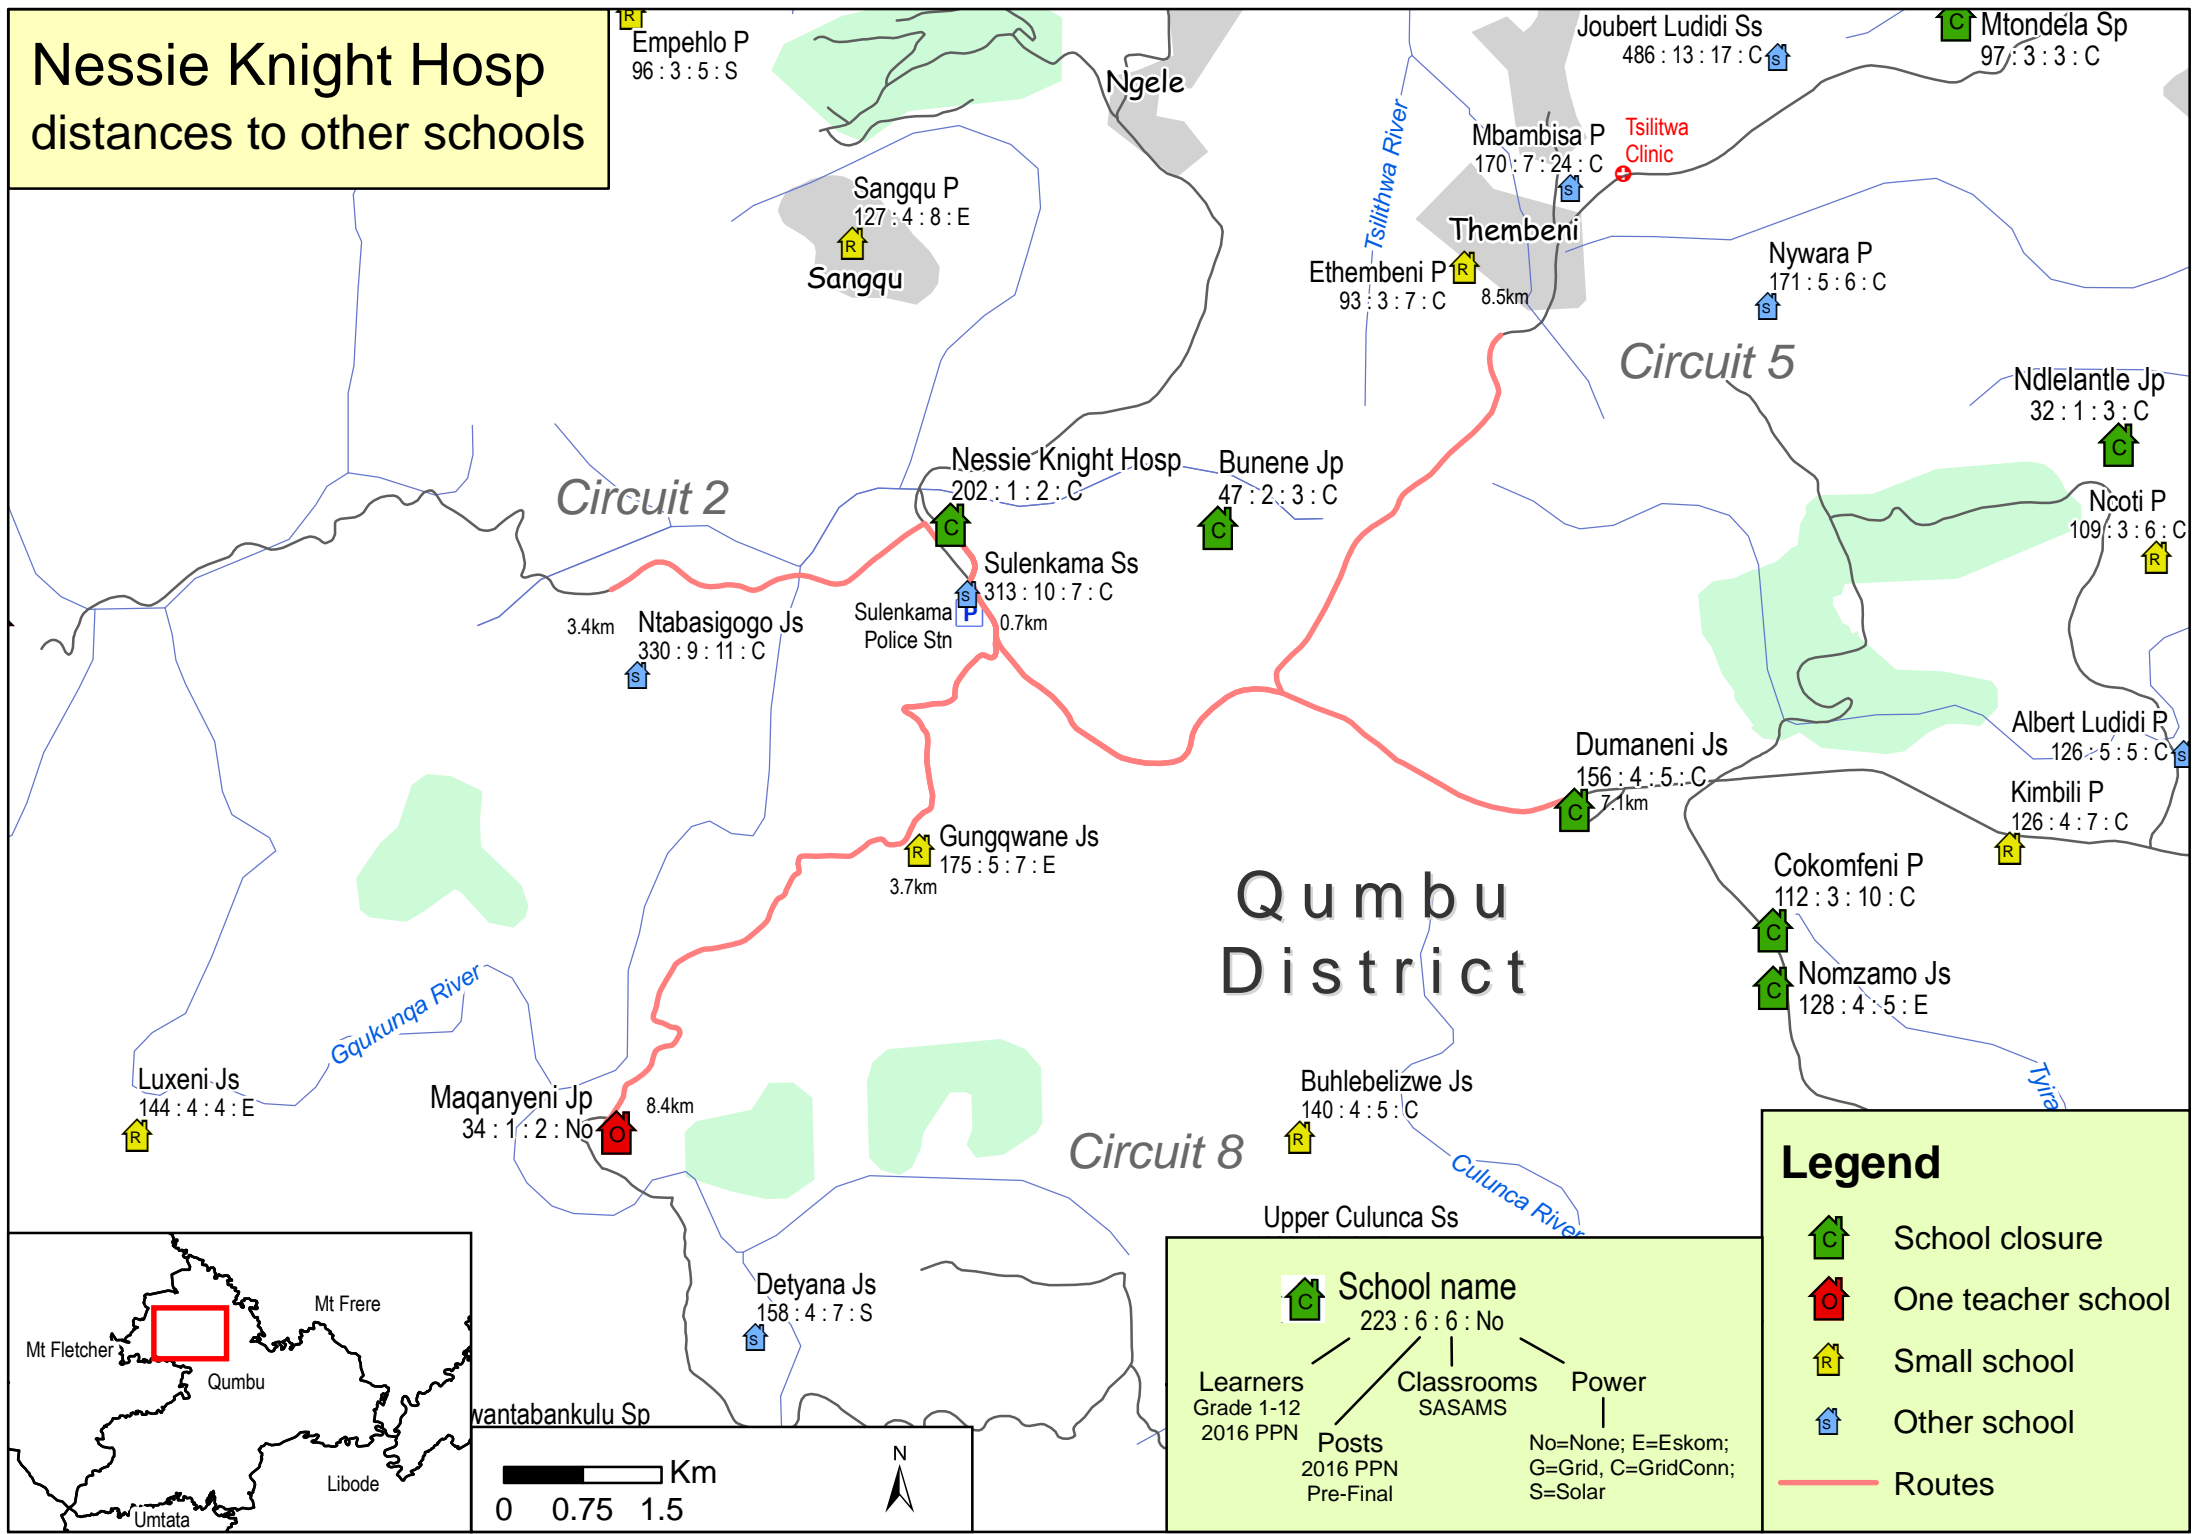 Nessie Knight Hosp
distances to other schools
R
Empehlo P
96 : 3 : 5 : S
Ngele
Joubert Ludidi Ss
486 : 13 : 17 : C
S
C
Mtondela Sp
97 : 3 : 3 : C
Tsilithwa River
Mbambisa P
170 : 7 : 24 : C
S
Tsilitwa
Clinic
Sangqu P
127 : 4 : 8 : E
R
Sangqu
Thembeni
Ethembeni P
93 : 3 : 7 : C
R
8.5km
Nywara P
171 : 5 : 6 : C
S
Circuit 5
Ndlelantle Jp
32 : 1 : 3 : C
C
Circuit 2
Nessie Knight Hosp
202 : 1 : 2 : C
C
Bunene Jp
47 : 2 : 3 : C
C
Ncoti P
109 : 3 : 6 : C
R
Sulenkama Ss
313 : 10 : 7 : C
S
P
Sulenkama
Police Stn
0.7km
3.4km
Ntabasigogo Js
330 : 9 : 11 : C
S
Albert Ludidi P
126 : 5 : 5 : C
S
Dumaneni Js
156 : 4 : 5 : C
C
7.1km
Kimbili P
126 : 4 : 7 : C
R
Gungqwane Js
175 : 5 : 7 : E
R
3.7km
Qumbu
District
Cokomfeni P
112 : 3 : 10 : C
C
Nomzamo Js
128 : 4 : 5 : E
C
Gqukunqa River
Luxeni Js
144 : 4 : 4 : E
R
Maqanyeni Jp
34 : 1 : 2 : No
O
8.4km
Circuit 8
Buhlebelizwe Js
140 : 4 : 5 : C
R
Culunca River
Tyira
Upper Culunca Ss
Detyana Js
158 : 4 : 7 : S
S
wantabankulu Sp
Mt Frere
Mt Fletcher
Qumbu
Libode
Umtata
Km
0 0.75 1.5
N
C
School name
223 : 6 : 6 : No
Learners
Grade 1-12
2016 PPN
Posts
2016 PPN
Pre-Final
Classrooms
SASAMS
Power
No=None; E=Eskom;
G=Grid, C=GridConn;
S=Solar
Legend
C School closure
O One teacher school
R Small school
S Other school
Routes